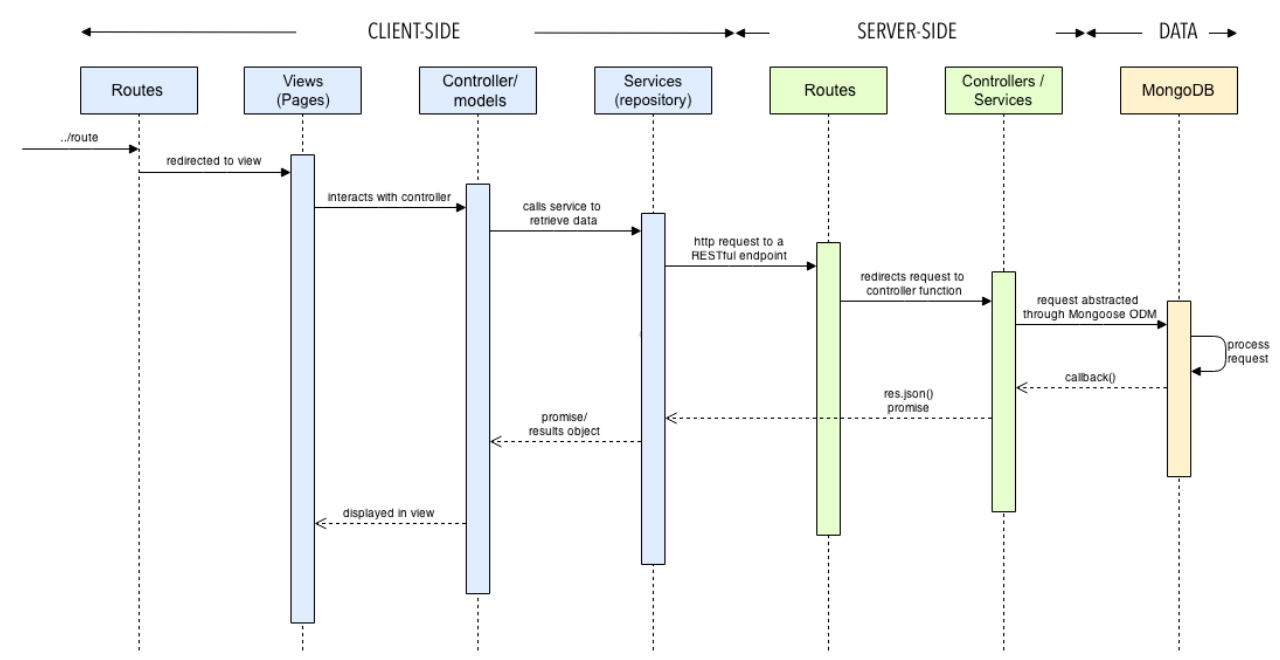 CLIENT-SIDE
SERVER-SIDE
DATA
Routes
Views
(Pages)
Controller/
models
Services
(repository)
Routes
Controllers /
Services
MongoDB
../route
redirected to view
interacts with controller
calls service to
retrieve data
http request to a
RESTful endpoint
redirects request to
controller function
request abstracted
through Mongoose ODM
process
request
callback()
res.json()
promise
promise/
results object
displayed in view